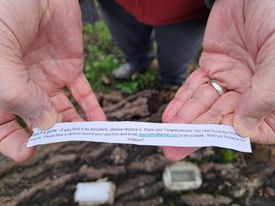 a game - if you find it by accident, please replace it. Thank you! Congratulations! You have found the
Please take a card to record your position and email to let us know. Good luck finding the
treasure!